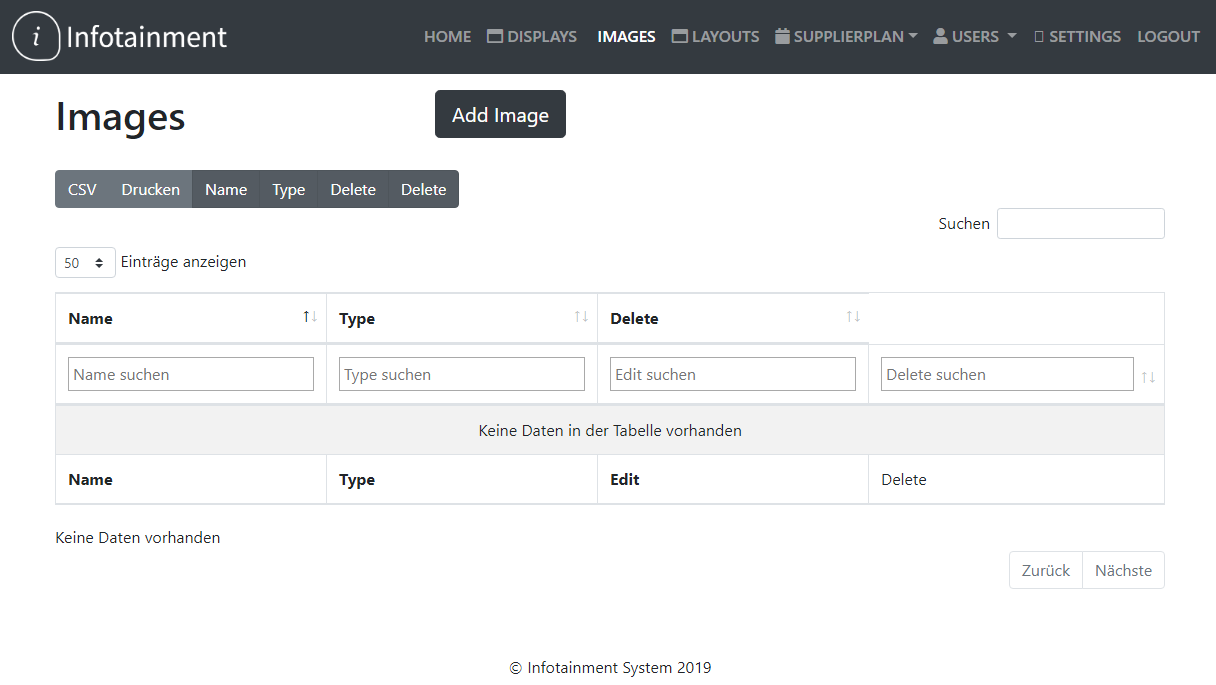 i Infotainment HOME DISPLAYS IMAGES LAYOUTS SUPPLIERPLAN USERS SETTINGS LOGOUT
Images Add Image
CSV Drucken Name Type Delete Delete
Suchen
50 Einträge anzeigen
Name Type Delete
Name suchen Type suchen Edit suchen Delete suchen
Keine Daten in der Tabelle vorhanden
Name Type Edit Delete
Keine Daten vorhanden
Zurück Nächste
© Infotainment System 2019